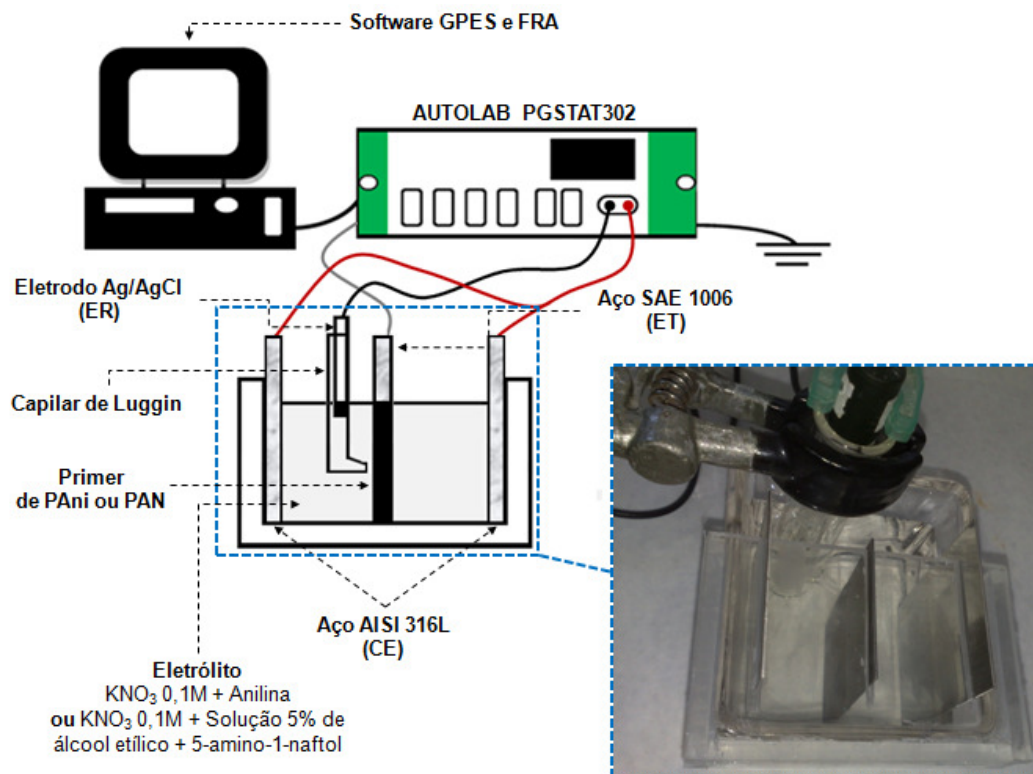 Software GPES e FRA
AUTOLAB PGSTAT302
Eletrodo Ag/AgCl
(ER)
Aço SAE 1006
(ET)
Capilar de Luggin
Primer
de PAni ou PAN
Aço AISI 316L
(CE)
Eletrólito
KNO₃ 0,1M + Anilina
ou KNO₃ 0,1M + Solução 5% de
álcool etílico + 5-amino-1-naftol